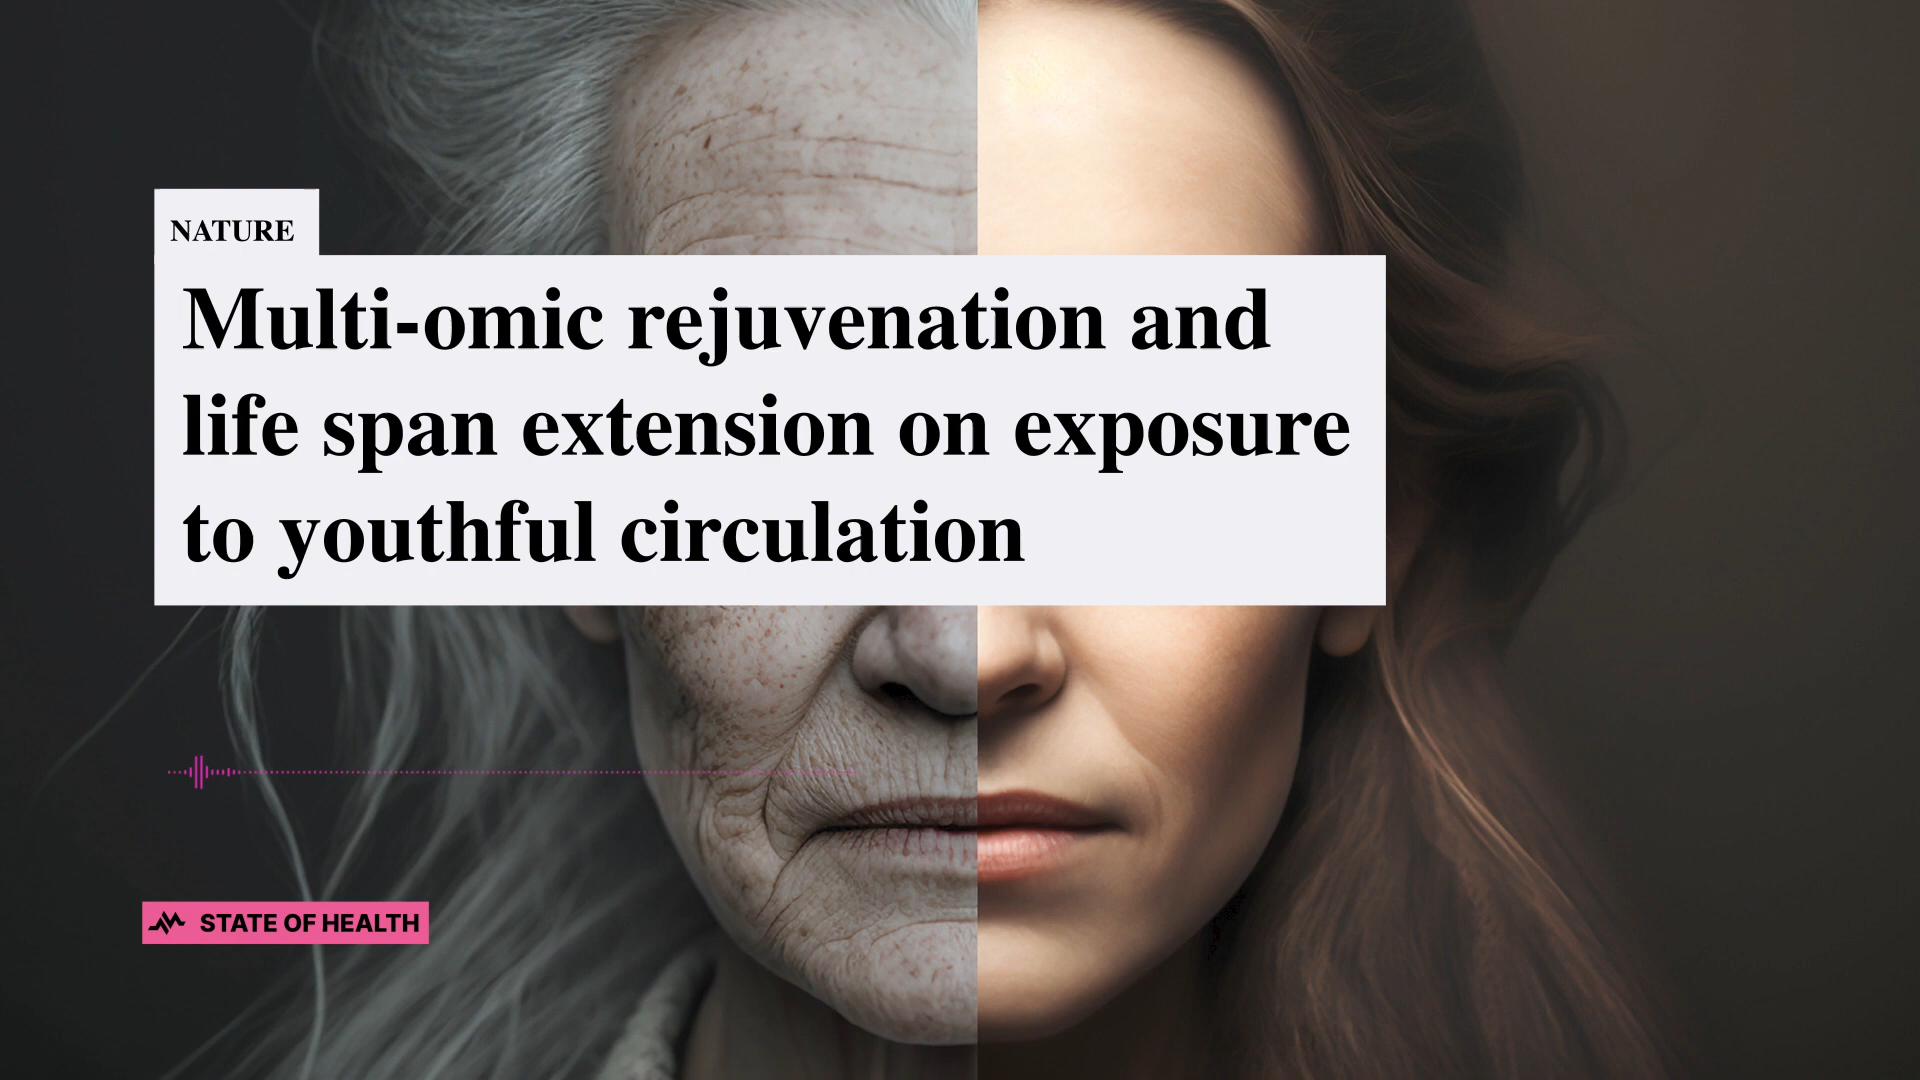 NATURE
Multi-omic rejuvenation and
life span extension on exposure
to youthful circulation
STATE OF HEALTH